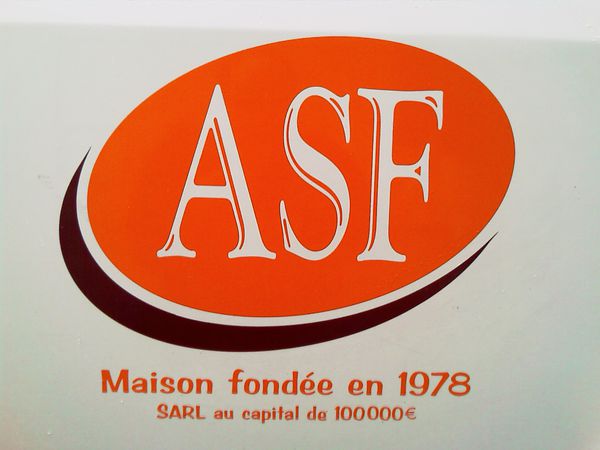 ASF
Maison fondée en 1978
SARL au capital de 100000€